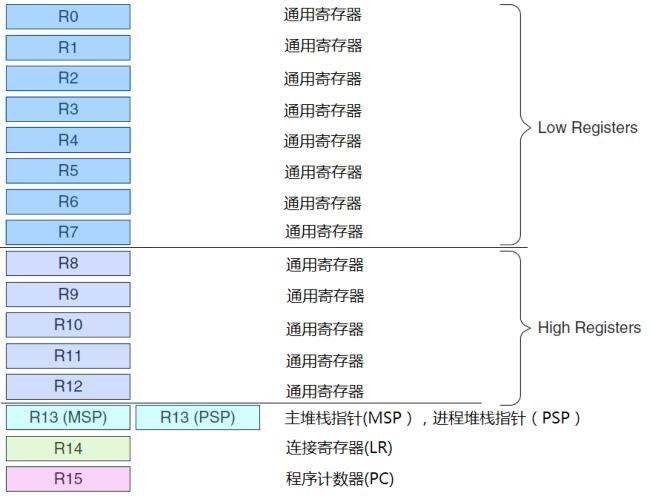 R0 通用寄存器
R1 通用寄存器
R2 通用寄存器
R3 通用寄存器
R4 通用寄存器
R5 通用寄存器
R6 通用寄存器
R7 通用寄存器
Low Registers
R8 通用寄存器
R9 通用寄存器
R10 通用寄存器
R11 通用寄存器
R12 通用寄存器
High Registers
R13 (MSP) R13 (PSP) 主堆栈指针(MSP），进程堆栈指针（PSP）
R14 连接寄存器(LR)
R15 程序计数器(PC)